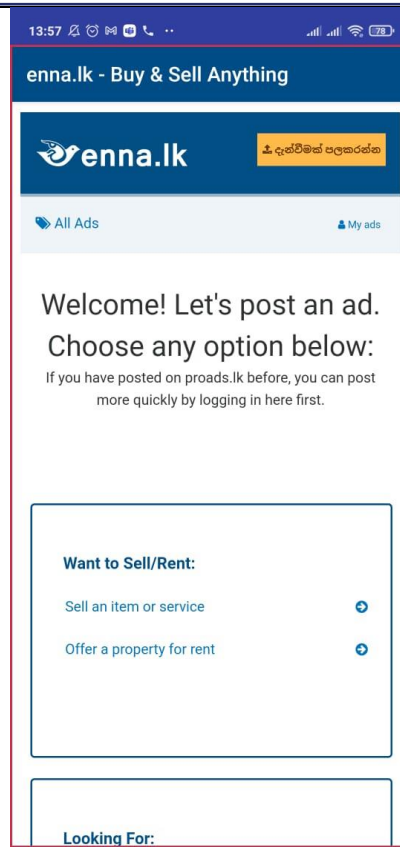 13:57
78
enna.lk - Buy & Sell Anything
enna.lk
දැන්වීමක් පලකරන්න
All Ads
My ads
Welcome! Let's post an ad.
Choose any option below:
If you have posted on proads.lk before, you can post
more quickly by logging in here first.
Want to Sell/Rent:
Sell an item or service
Offer a property for rent
Looking For: